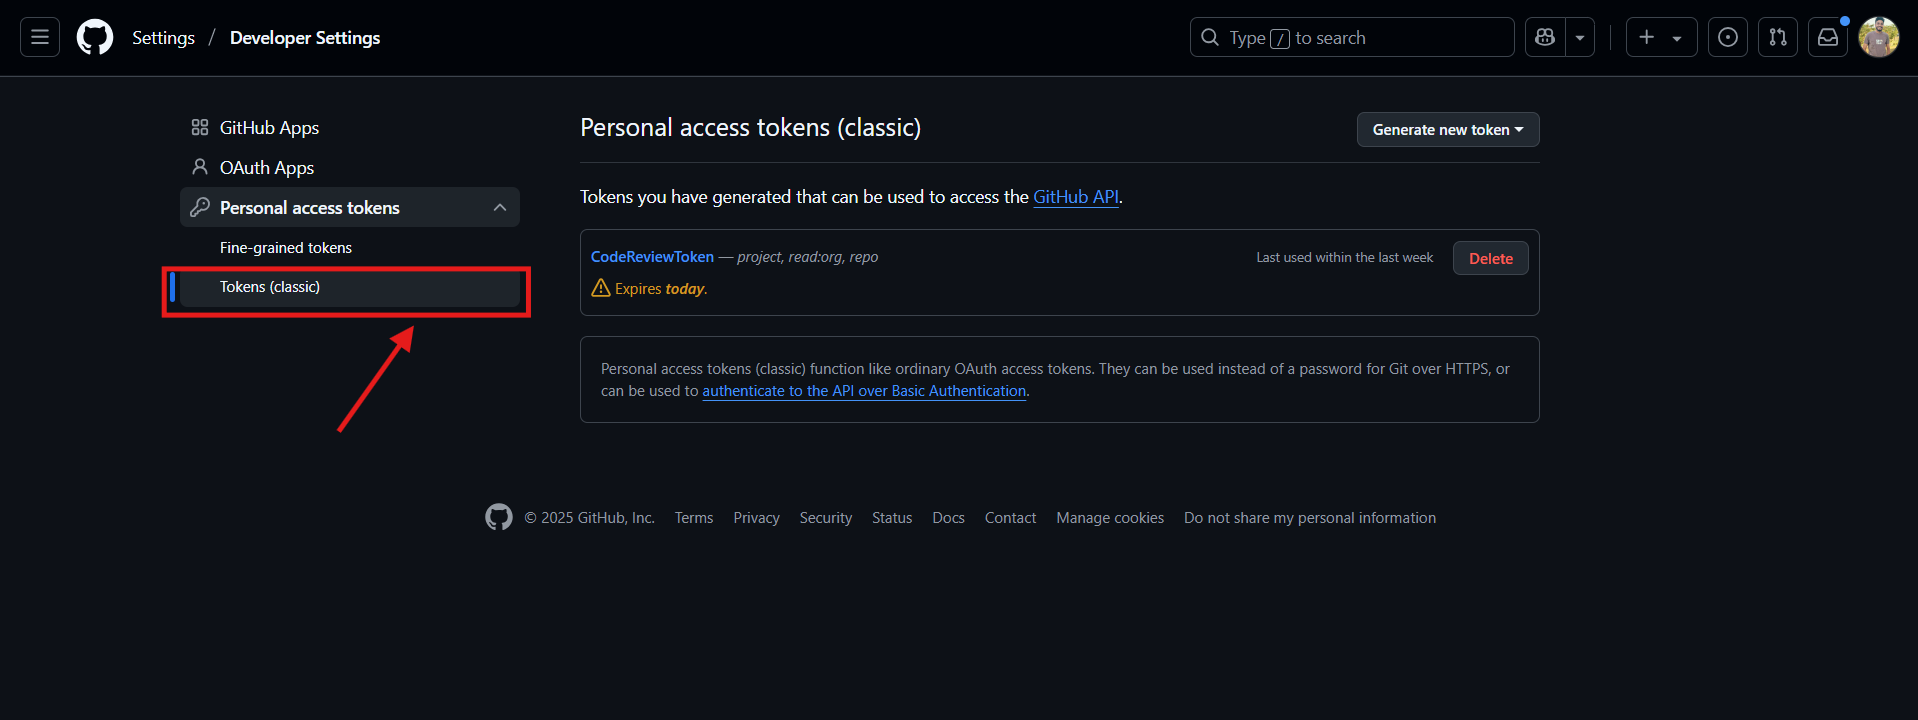 Settings / Developer Settings
Type / to search
GitHub Apps
OAuth Apps
Personal access tokens
Fine-grained tokens
Tokens (classic)
Personal access tokens (classic)
Generate new token
Tokens you have generated that can be used to access the GitHub API.
CodeReviewToken — project, read:org, repo
Last used within the last week
Delete
Expires today.
Personal access tokens (classic) function like ordinary OAuth access tokens. They can be used instead of a password for Git over HTTPS, or
can be used to authenticate to the API over Basic Authentication.
© 2025 GitHub, Inc. Terms Privacy Security Status Docs Contact Manage cookies Do not share my personal information